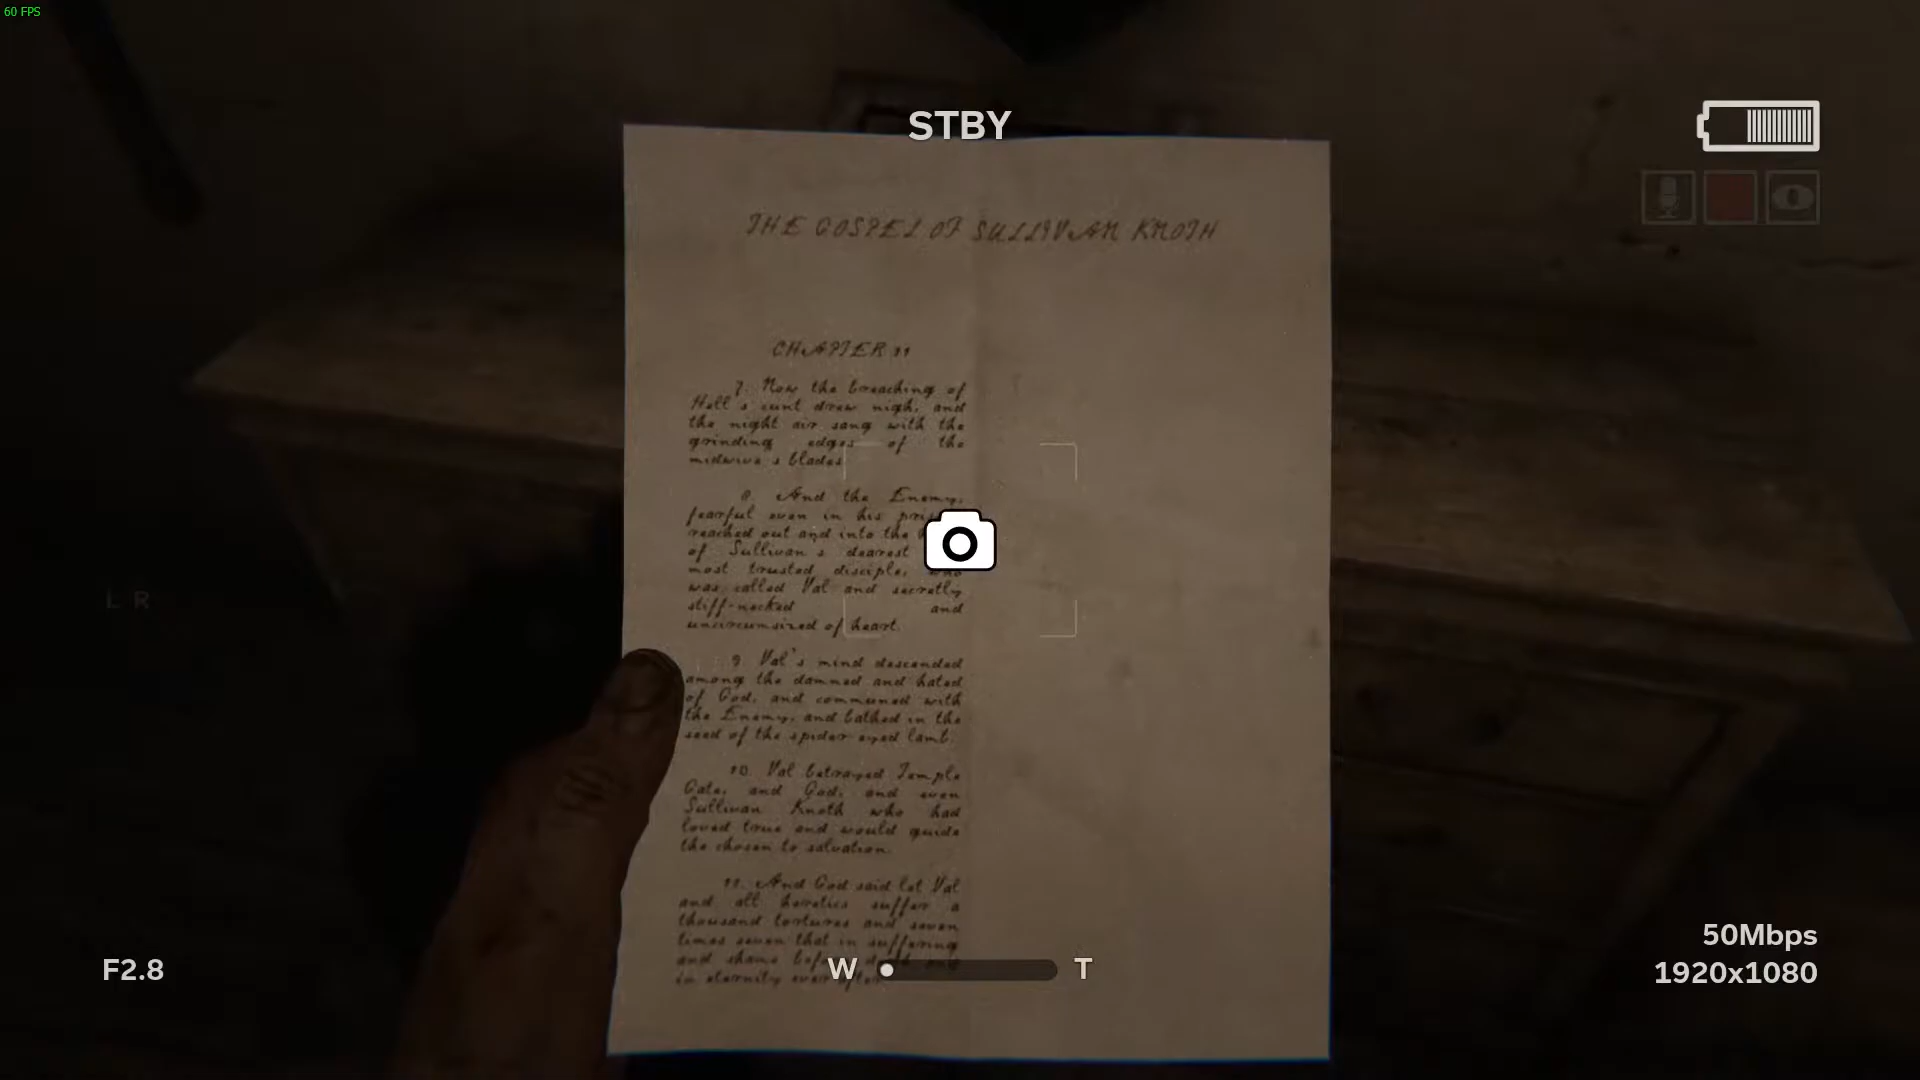 60 FPS
STBY
THE GOSPEL OF SULLIVAN KNOTH
CHAPTER 11
7. Now the breaching of
Hell's cunt drew nigh, and
the night air sang with the
grinding edges of the
midwive's blades
8. And the Enemy,
fearful even in his
reached out and into the
of Sullivan's dearest
most trusted disciple,
was called Val and secretly
stiff-necked and
uncircumsized of heart.
9. Val's mind descended
among the damned and hated
of God, and communed with
the Enemy, and bathed in the
seed of the spider-eyed lamb.
10. Val betrayed Temple
Gate, and God, and even
Sullivan Knoth who had
loved true and would guide
the chosen to salvation.
11. And God said let Val
and all heretics suffer a
thousand tortures and seven
times seven that in suffering
and shame before
in eternity ever after
L R
F2.8
W T
50Mbps
1920x1080